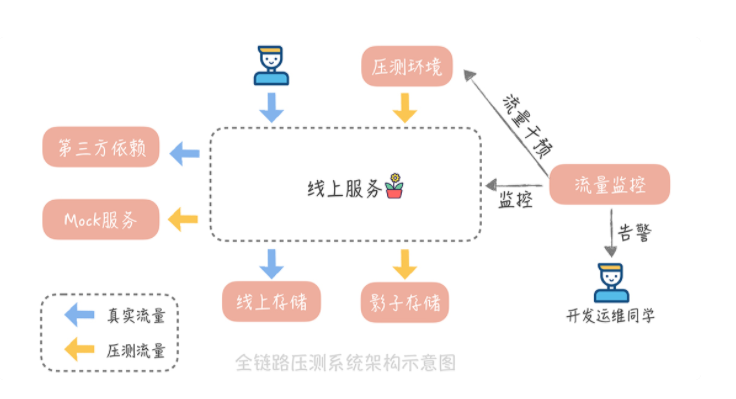 压测环境
流量干预
第三方依赖
线上服务
流量监控
监控
Mock服务
告警
线上存储
影子存储
开发运维同学
真实流量
压测流量
全链路压测系统架构示意图